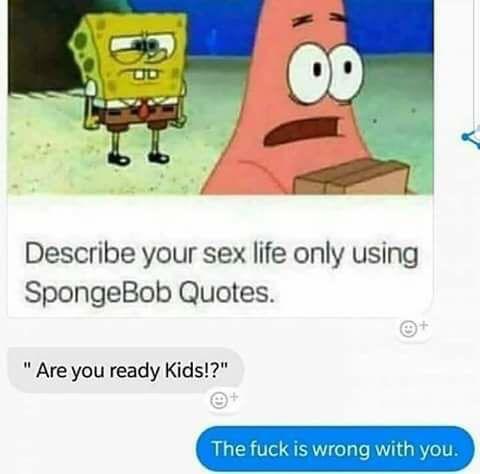 Describe your sex life only using
SpongeBob Quotes.
" Are you ready Kids!?"
The fuck is wrong with you.